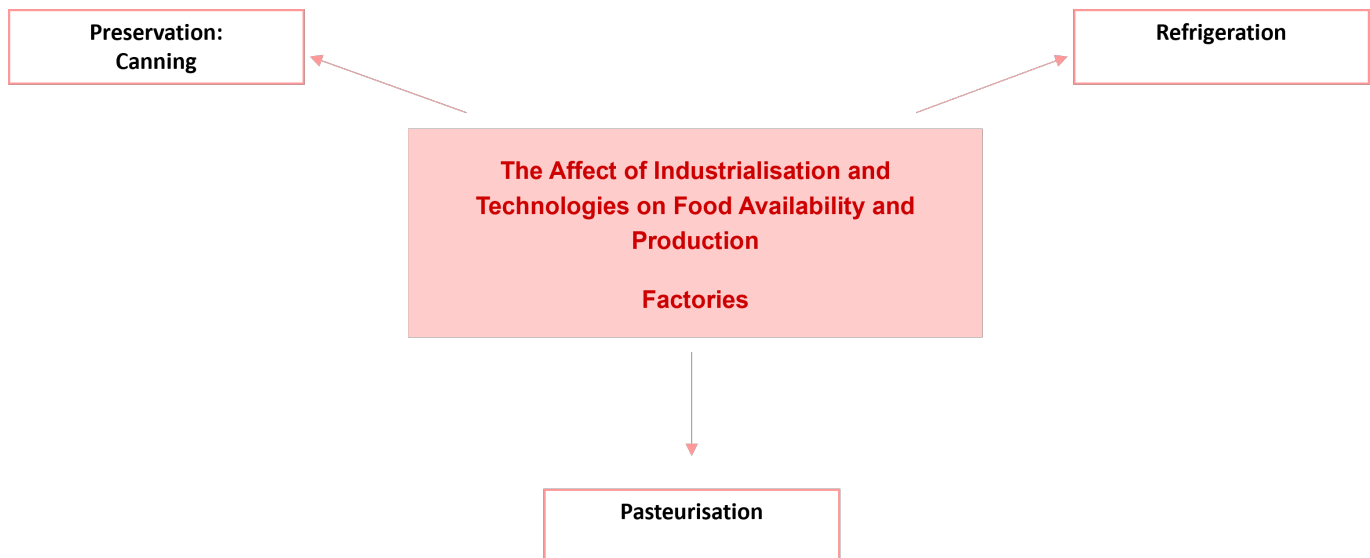 Preservation:
Canning
Refrigeration
The Affect of Industrialisation and
Technologies on Food Availability and
Production
Factories
Pasteurisation